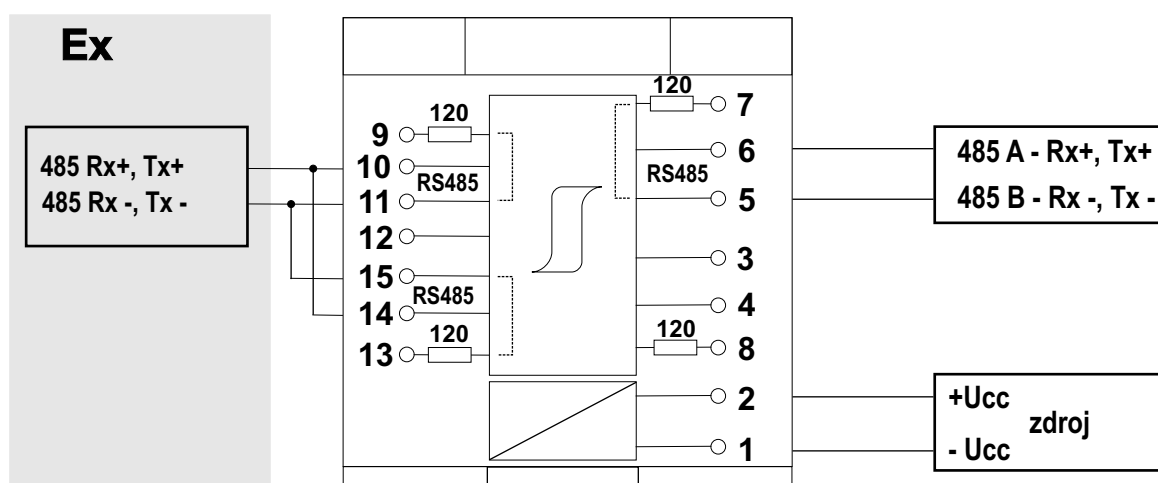 Ex
485 Rx+, Tx+
485 Rx -, Tx -
9
120
10
RS485
11
12
15
RS485
14
120
13
120
7
6
RS485
5
3
4
120
8
2
1
485 A - Rx+, Tx+
485 B - Rx -, Tx -
+Ucc
zdroj
- Ucc